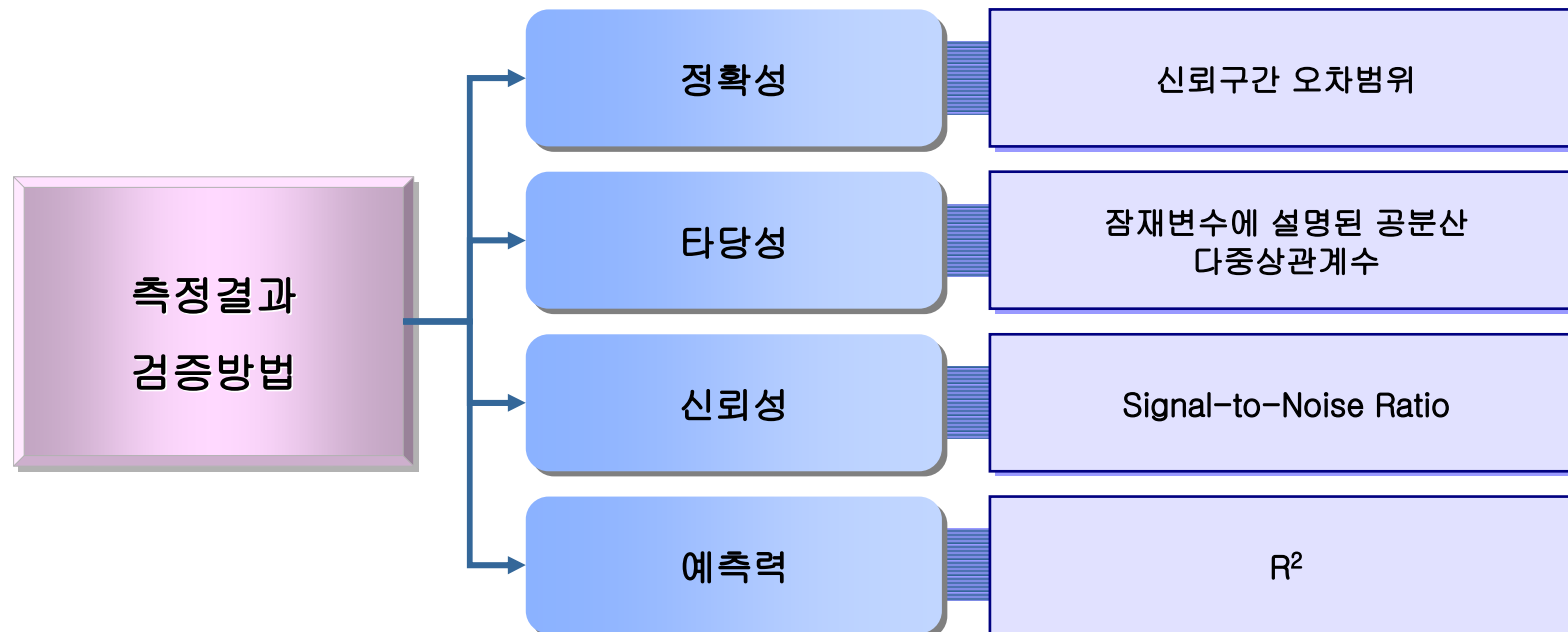 측정결과
검증방법
정확성
신뢰구간 오차범위
타당성
잠재변수에 설명된 공분산
다중상관계수
신뢰성
Signal-to-Noise Ratio
예측력
R²